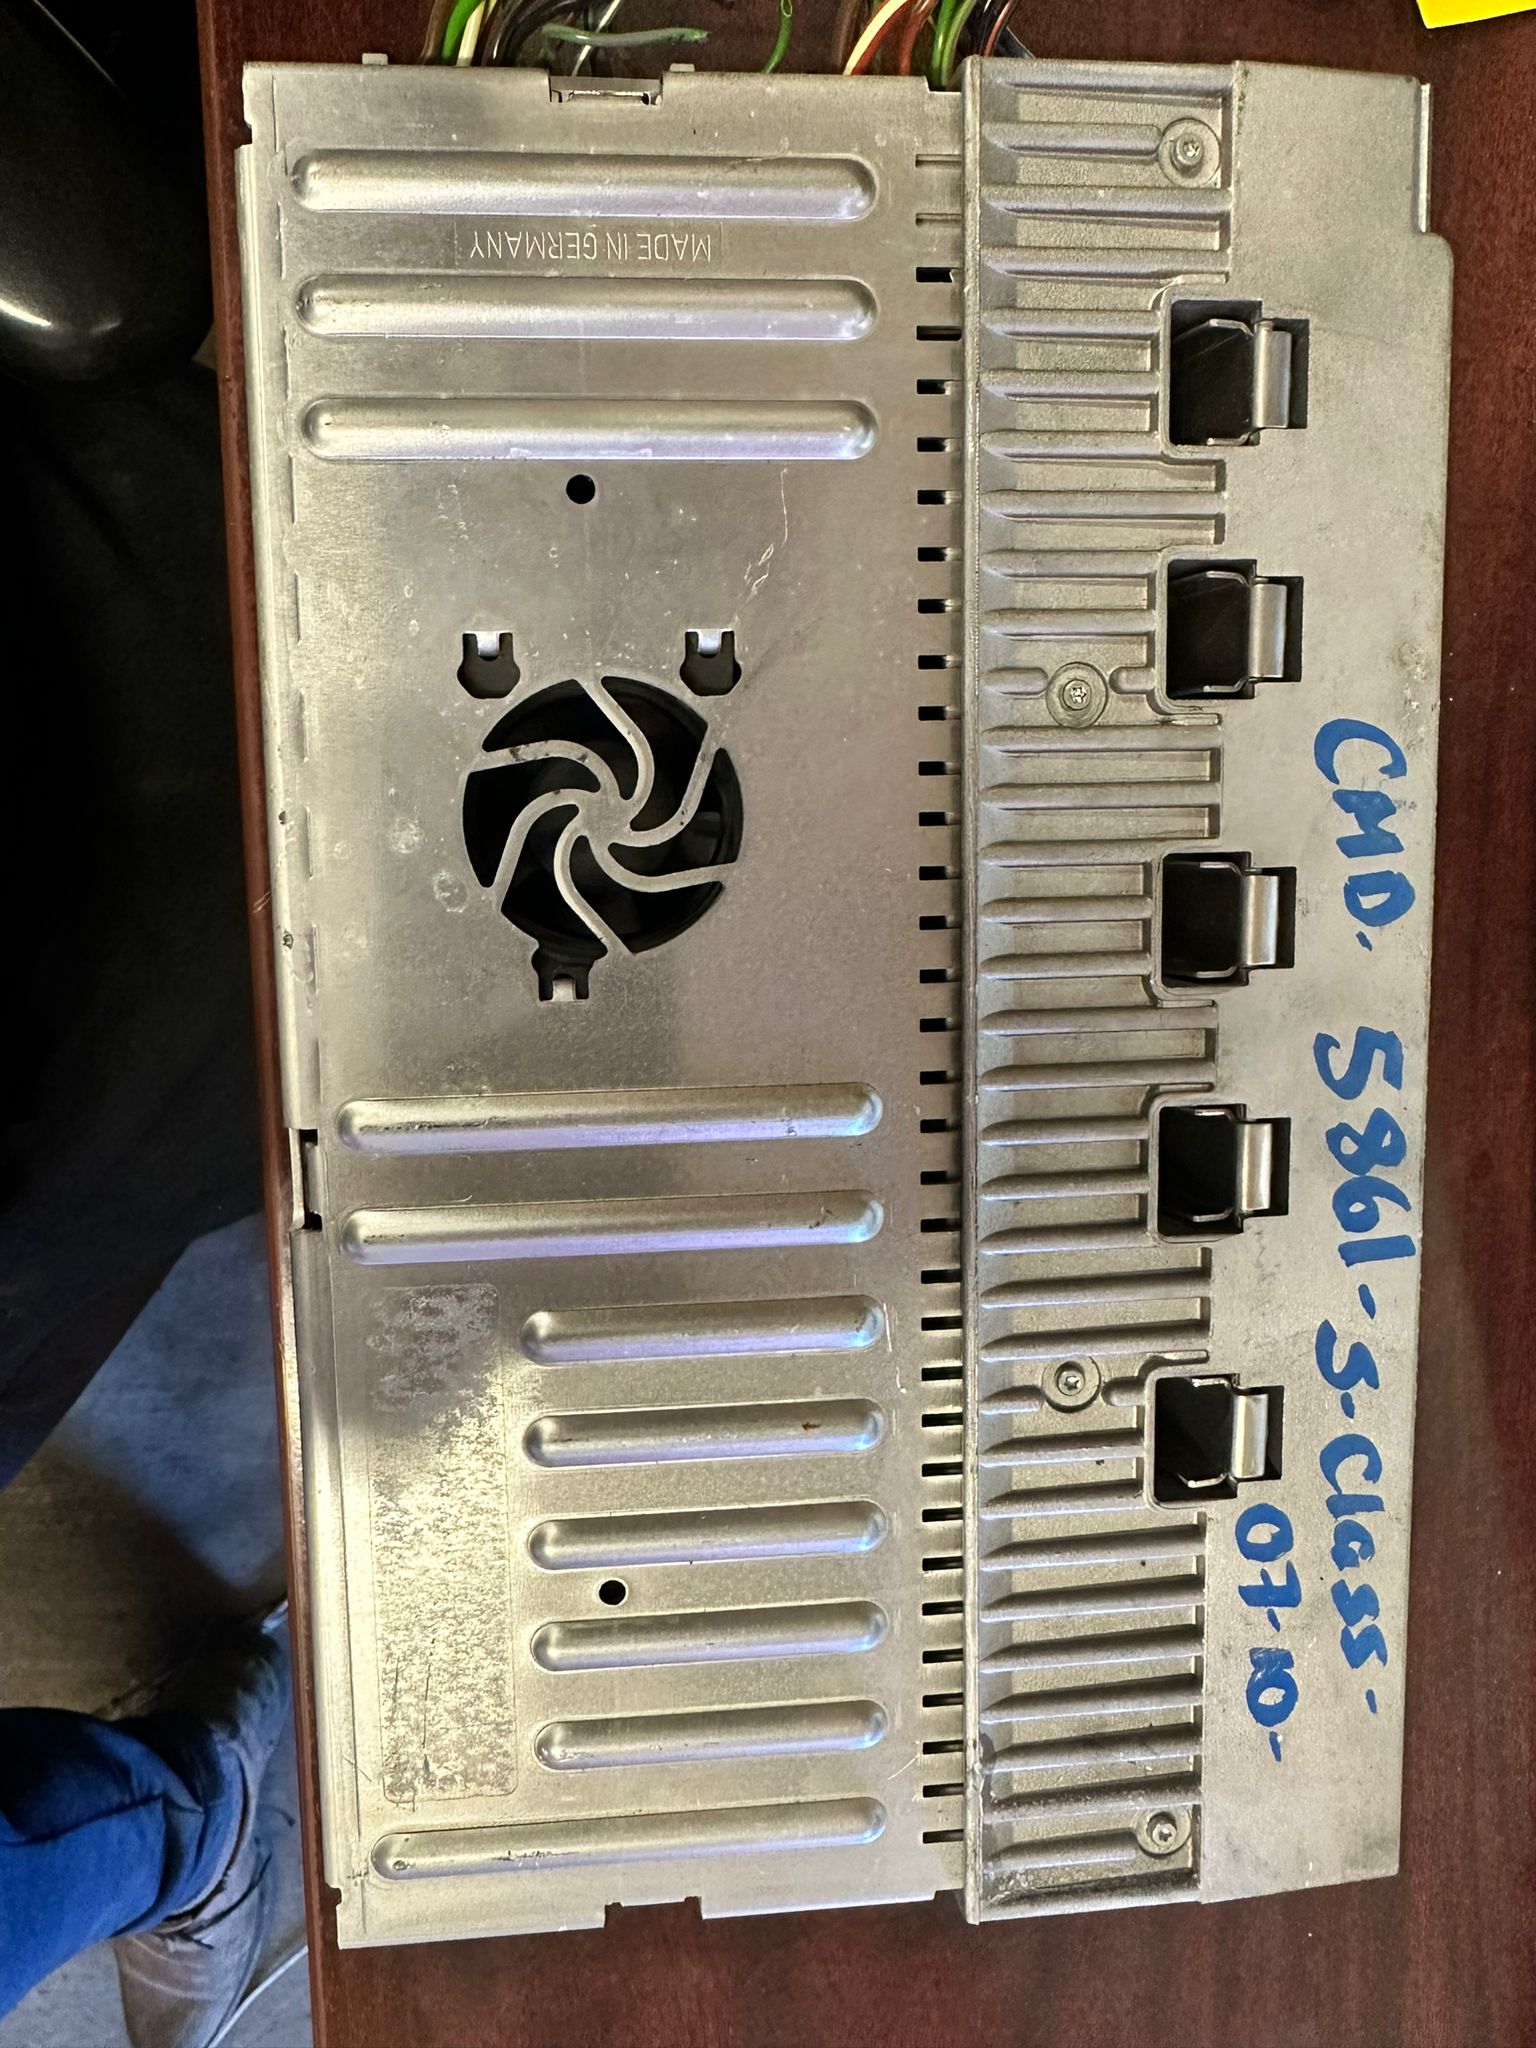 MADE IN GERMANY
CMD. 5861-S-Class-
07-10-